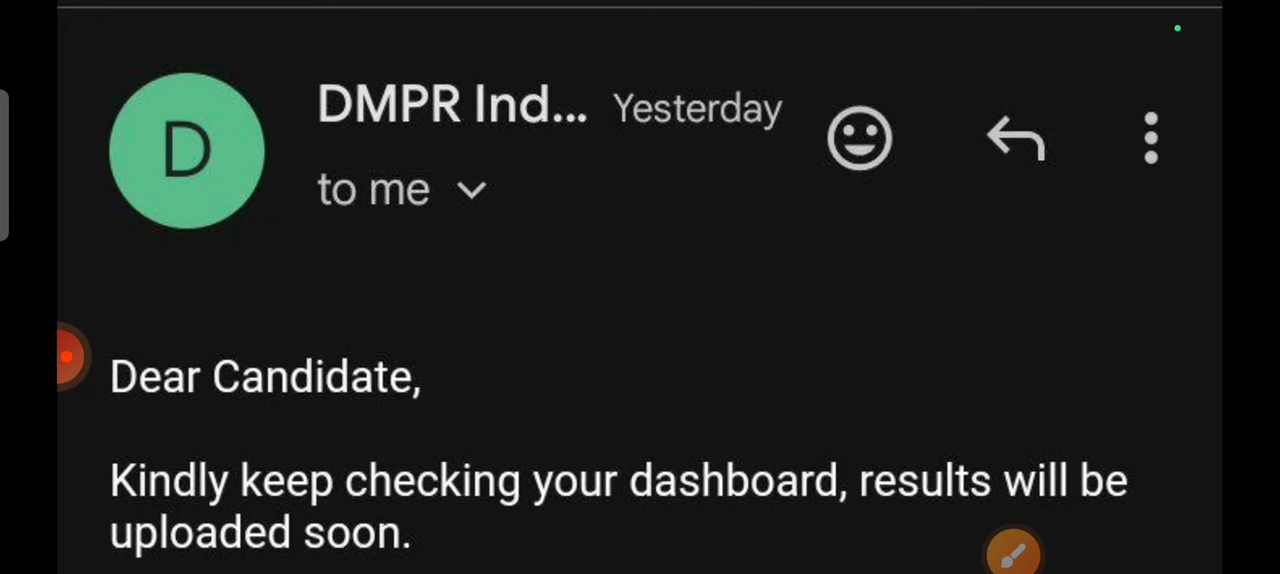 D
DMPR Ind... Yesterday
to me
Dear Candidate,
Kindly keep checking your dashboard, results will be
uploaded soon.